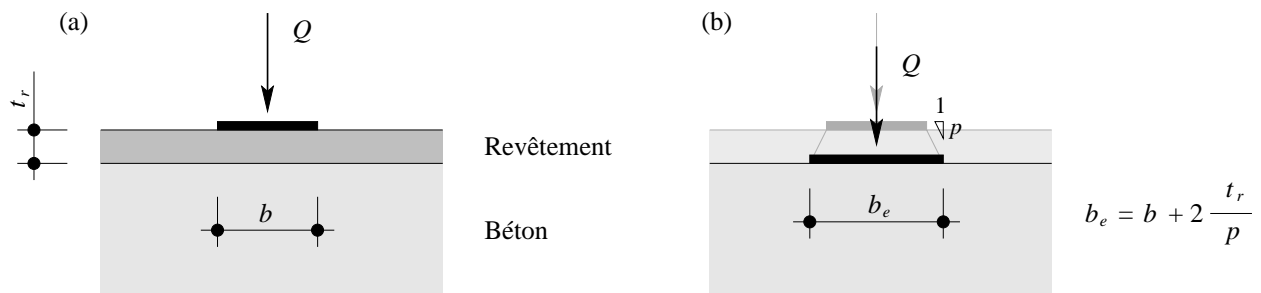 (a)
Q
t_r
b
Revêtement
Béton
(b)
Q
1
p
b_e
b_e = b + 2 t_r / p